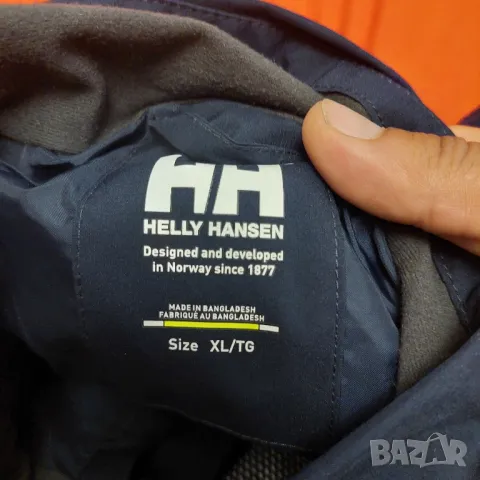 HH
HELLY HANSEN
Designed and developed
in Norway since 1877
MADE IN BANGLADESH
FABRIQUÉ AU BANGLADESH
Size XL/TG
BAZAR